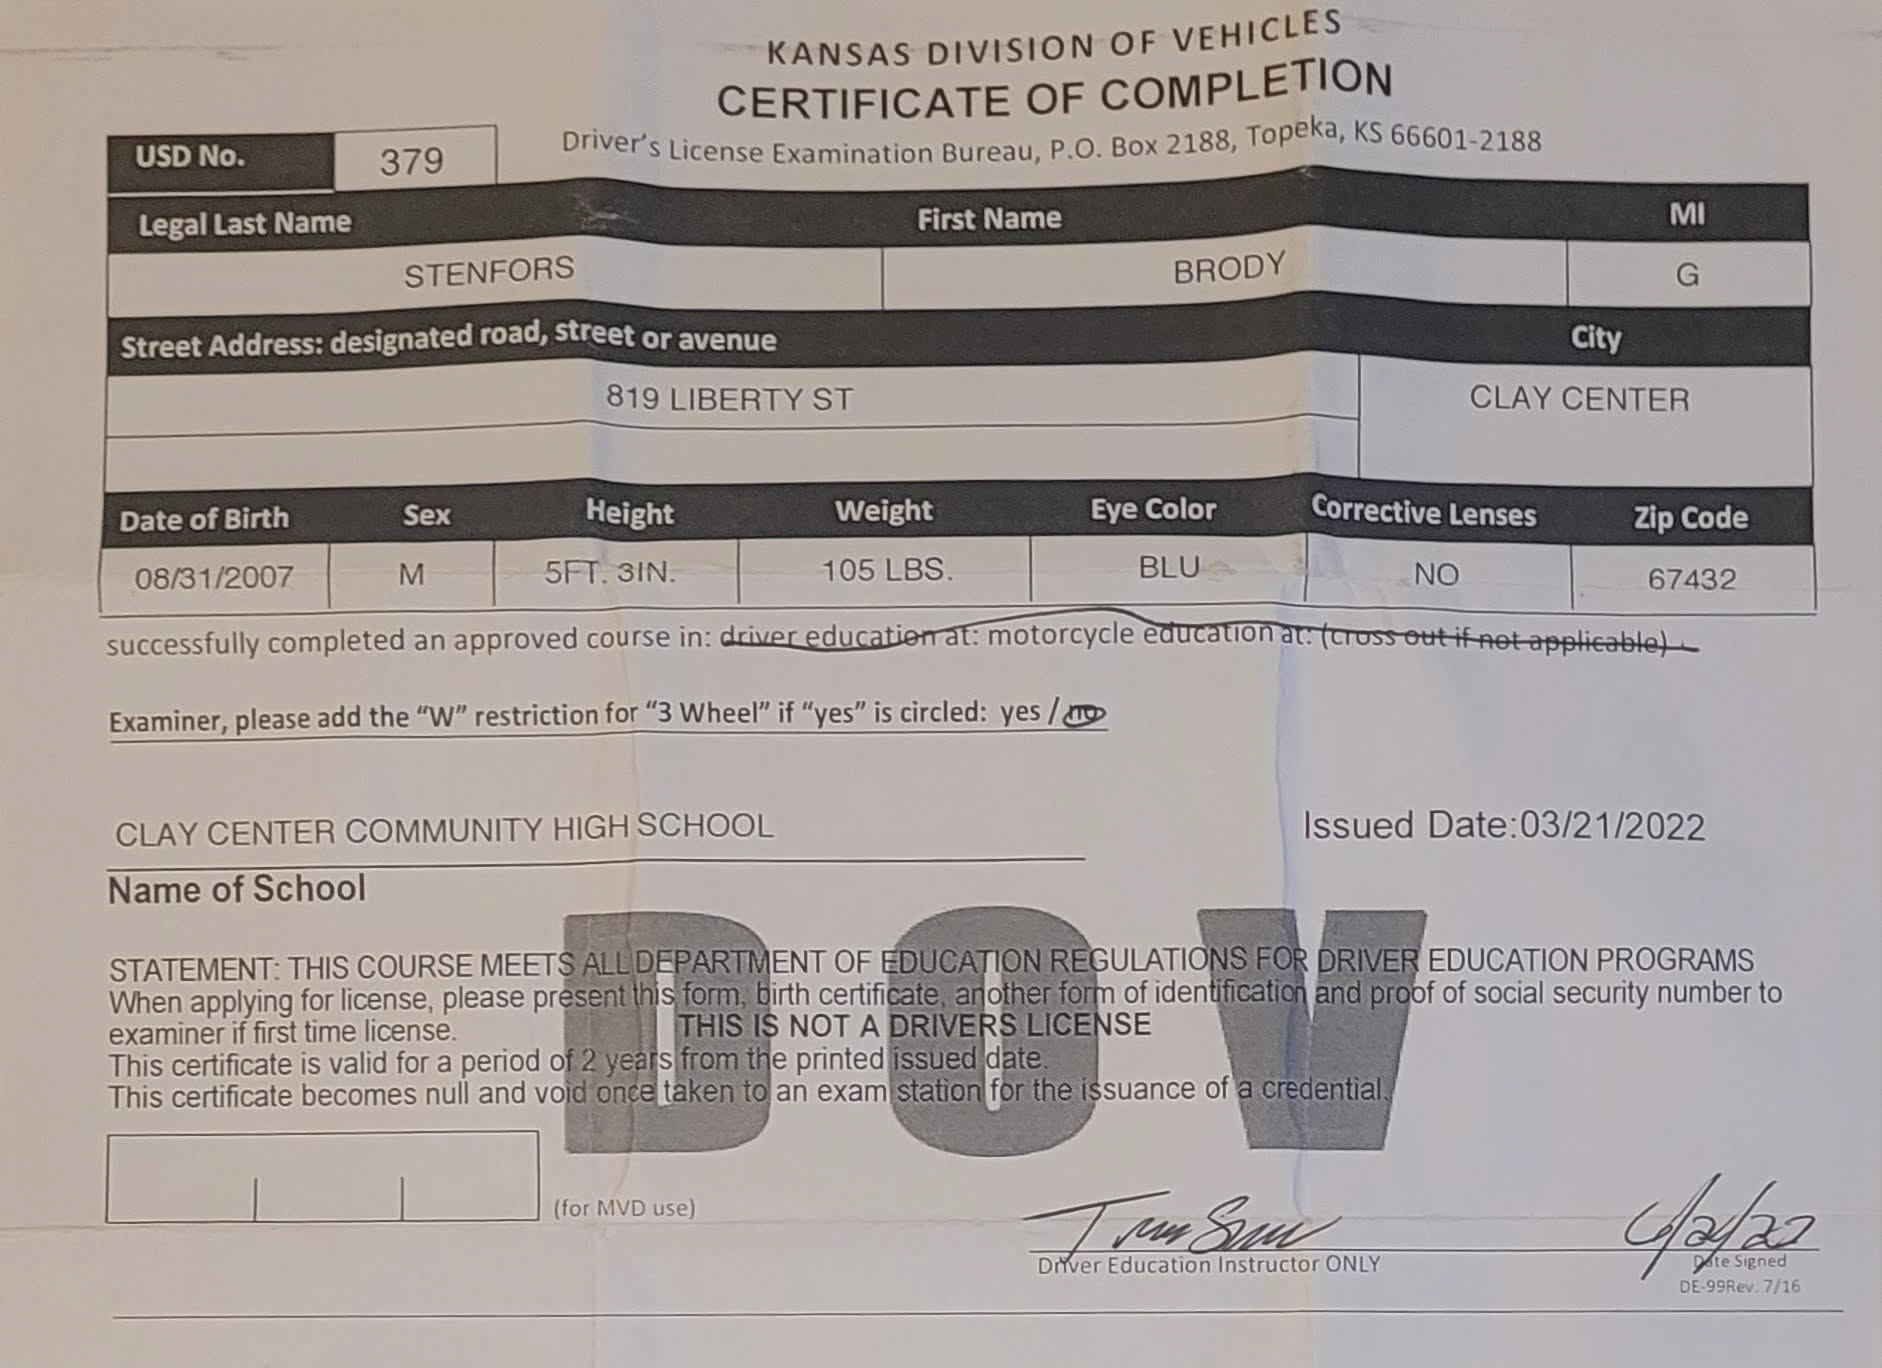 KANSAS DIVISION OF VEHICLES
CERTIFICATE OF COMPLETION
Driver's License Examination Bureau, P.O. Box 2188, Topeka, KS 66601-2188
USD No. 379
Legal Last Name First Name MI
STENFORS BRODY G
Street Address: designated road, street or avenue City
819 LIBERTY ST CLAY CENTER
Date of Birth Sex Height Weight Eye Color Corrective Lenses Zip Code
08/31/2007 M 5FT. 3IN. 105 LBS. BLU NO 67432
successfully completed an approved course in: driver education at: motorcycle education at: (cross out if not applicable)
Examiner, please add the "W" restriction for "3 Wheel" if "yes" is circled: yes / no
CLAY CENTER COMMUNITY HIGH SCHOOL Issued Date:03/21/2022
Name of School
DOV
STATEMENT: THIS COURSE MEETS ALL DEPARTMENT OF EDUCATION REGULATIONS FOR DRIVER EDUCATION PROGRAMS
When applying for license, please present this form, birth certificate, another form of identification and proof of social security number to
examiner if first time license. THIS IS NOT A DRIVERS LICENSE
This certificate is valid for a period of 2 years from the printed issued date.
This certificate becomes null and void once taken to an exam station for the issuance of a credential.
(for MVD use)
Driver Education Instructor ONLY Date Signed
DE-99Rev. 7/16